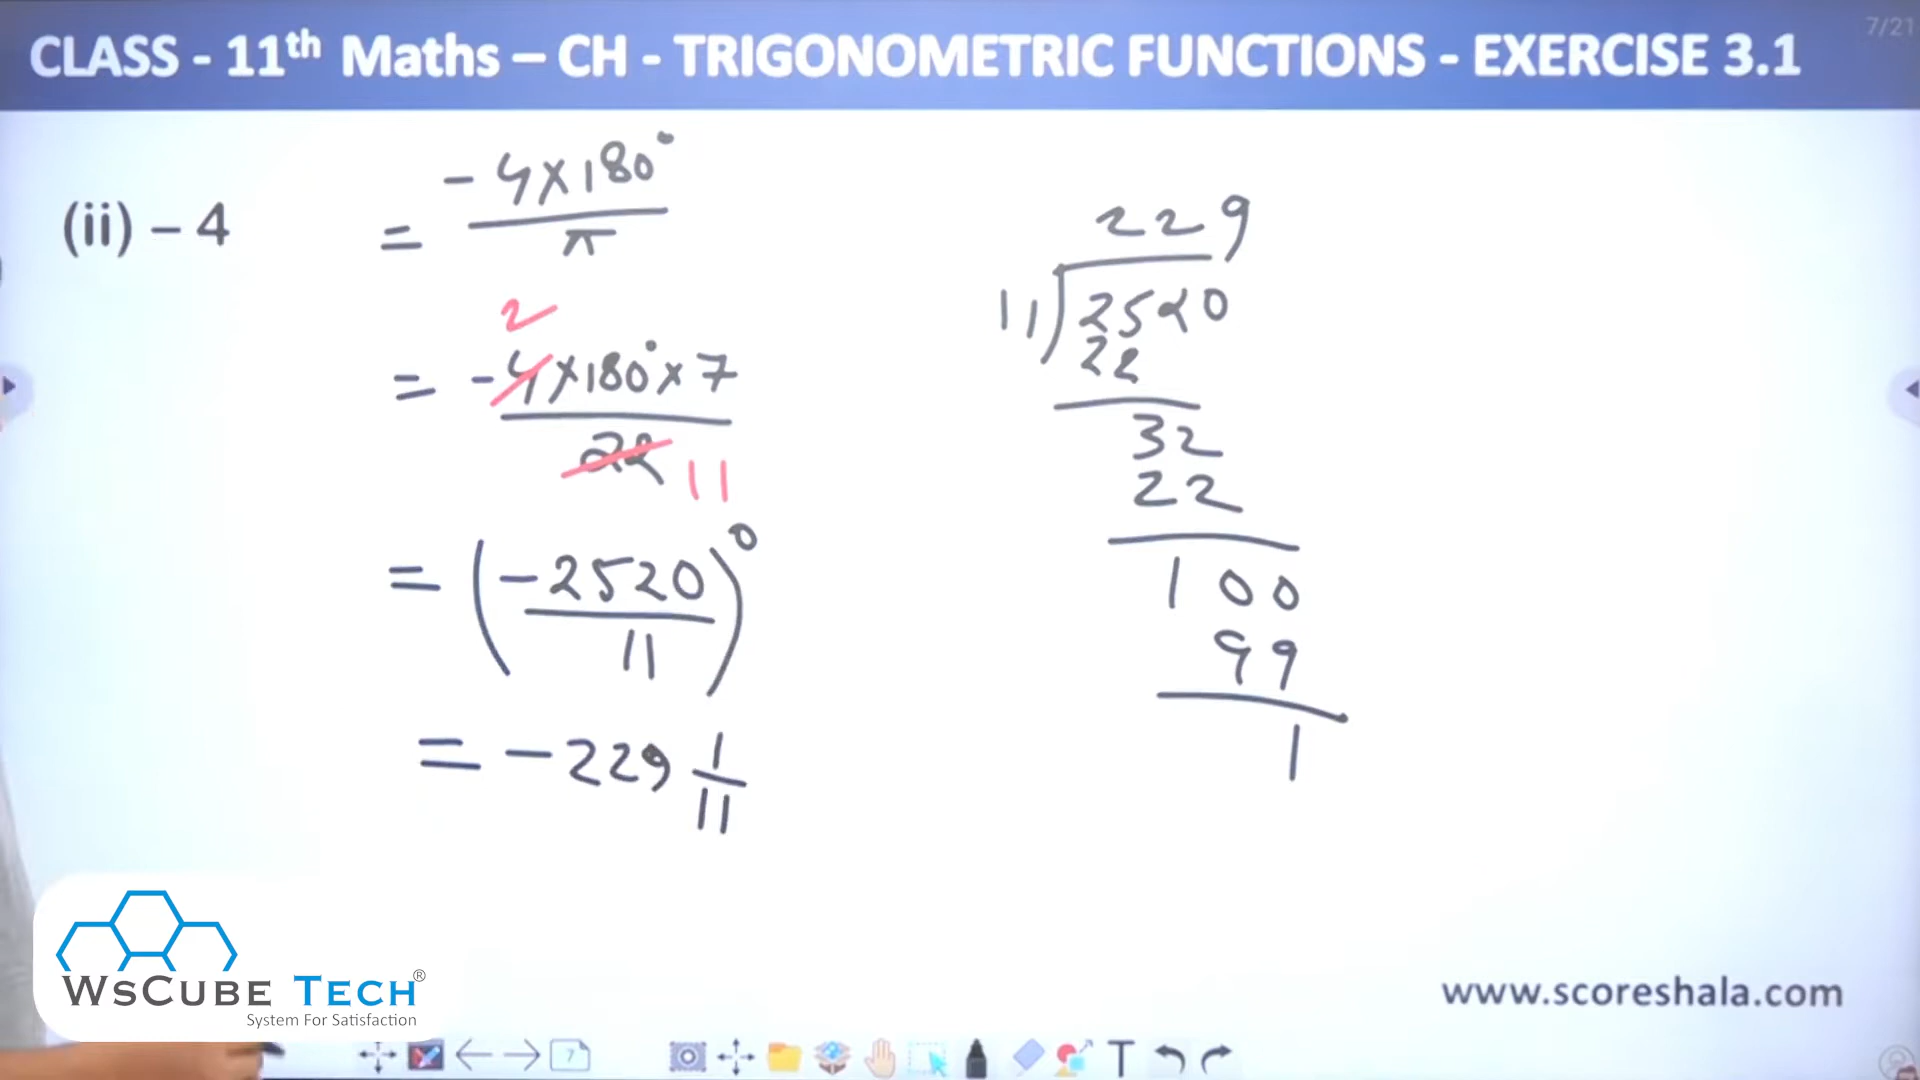 7/21
CLASS - 11th Maths – CH - TRIGONOMETRIC FUNCTIONS - EXERCISE 3.1
(ii) – 4
= -4×180° / π
2
= -4×180°×7 / 22
11
= (-2520 / 11)°
= -229 1/11
229
11)2520
22
32
22
100
99
1
WsCUBE TECH®
System For Satisfaction
www.scoreshala.com
7
T